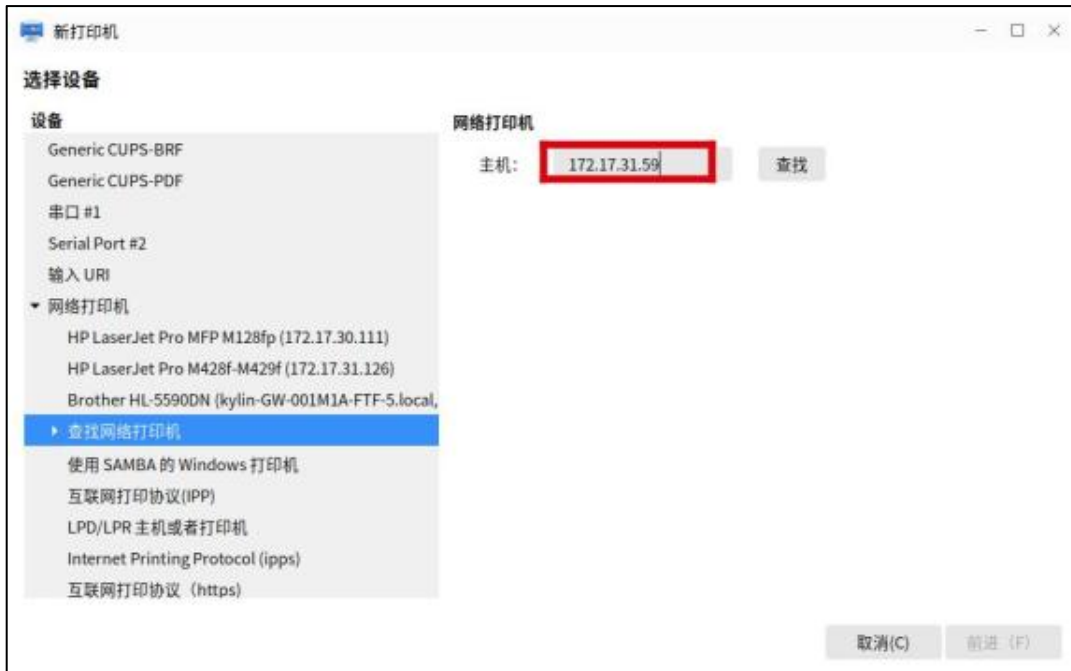 新打印机
选择设备
设备
Generic CUPS-BRF
Generic CUPS-PDF
串口 #1
Serial Port #2
输入 URI
网络打印机
HP LaserJet Pro MFP M128fp (172.17.30.111)
HP LaserJet Pro M428f-M429f (172.17.31.126)
Brother HL-5590DN (kylin-GW-001M1A-FTF-5.local,
查找网络打印机
使用 SAMBA 的 Windows 打印机
互联网打印协议(IPP)
LPD/LPR 主机或者打印机
Internet Printing Protocol (ipps)
互联网打印协议（https)
网络打印机
主机: 172.17.31.59 查找
取消(C) 前进（F)